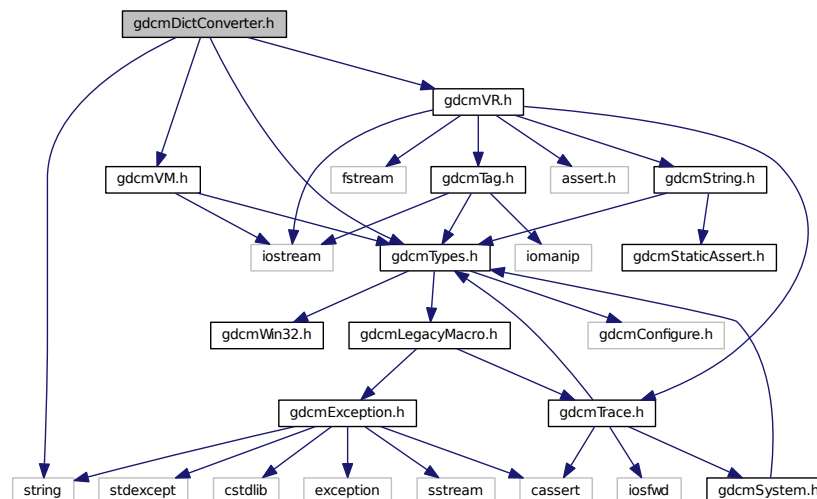 gdcmDictConverter.h
gdcmVR.h
gdcmVM.h
fstream
gdcmTag.h
assert.h
gdcmString.h
iostream
gdcmTypes.h
iomanip
gdcmStaticAssert.h
gdcmWin32.h
gdcmLegacyMacro.h
gdcmConfigure.h
gdcmException.h
gdcmTrace.h
string
stdexcept
cstdlib
exception
sstream
cassert
iosfwd
gdcmSystem.h